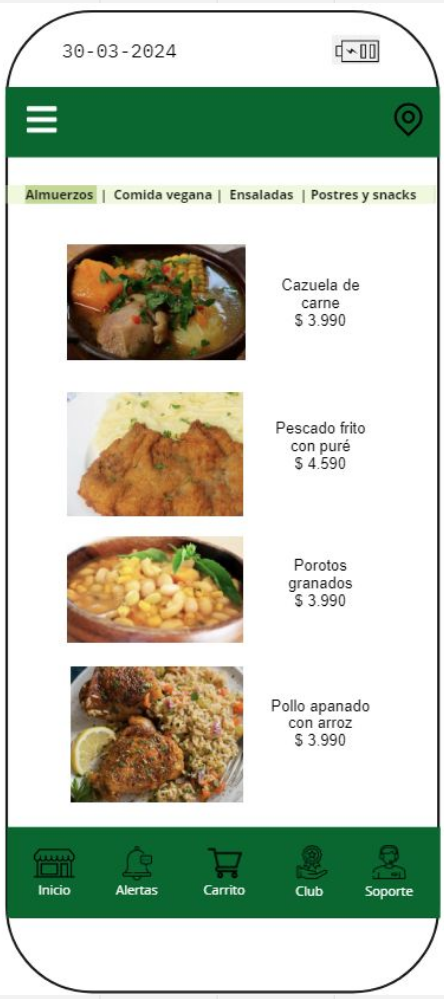 30-03-2024
Almuerzos | Comida vegana | Ensaladas | Postres y snacks
Cazuela de
carne
$ 3.990
Pescado frito
con puré
$ 4.590
Porotos
granados
$ 3.990
Pollo apanado
con arroz
$ 3.990
Inicio Alertas Carrito Club Soporte